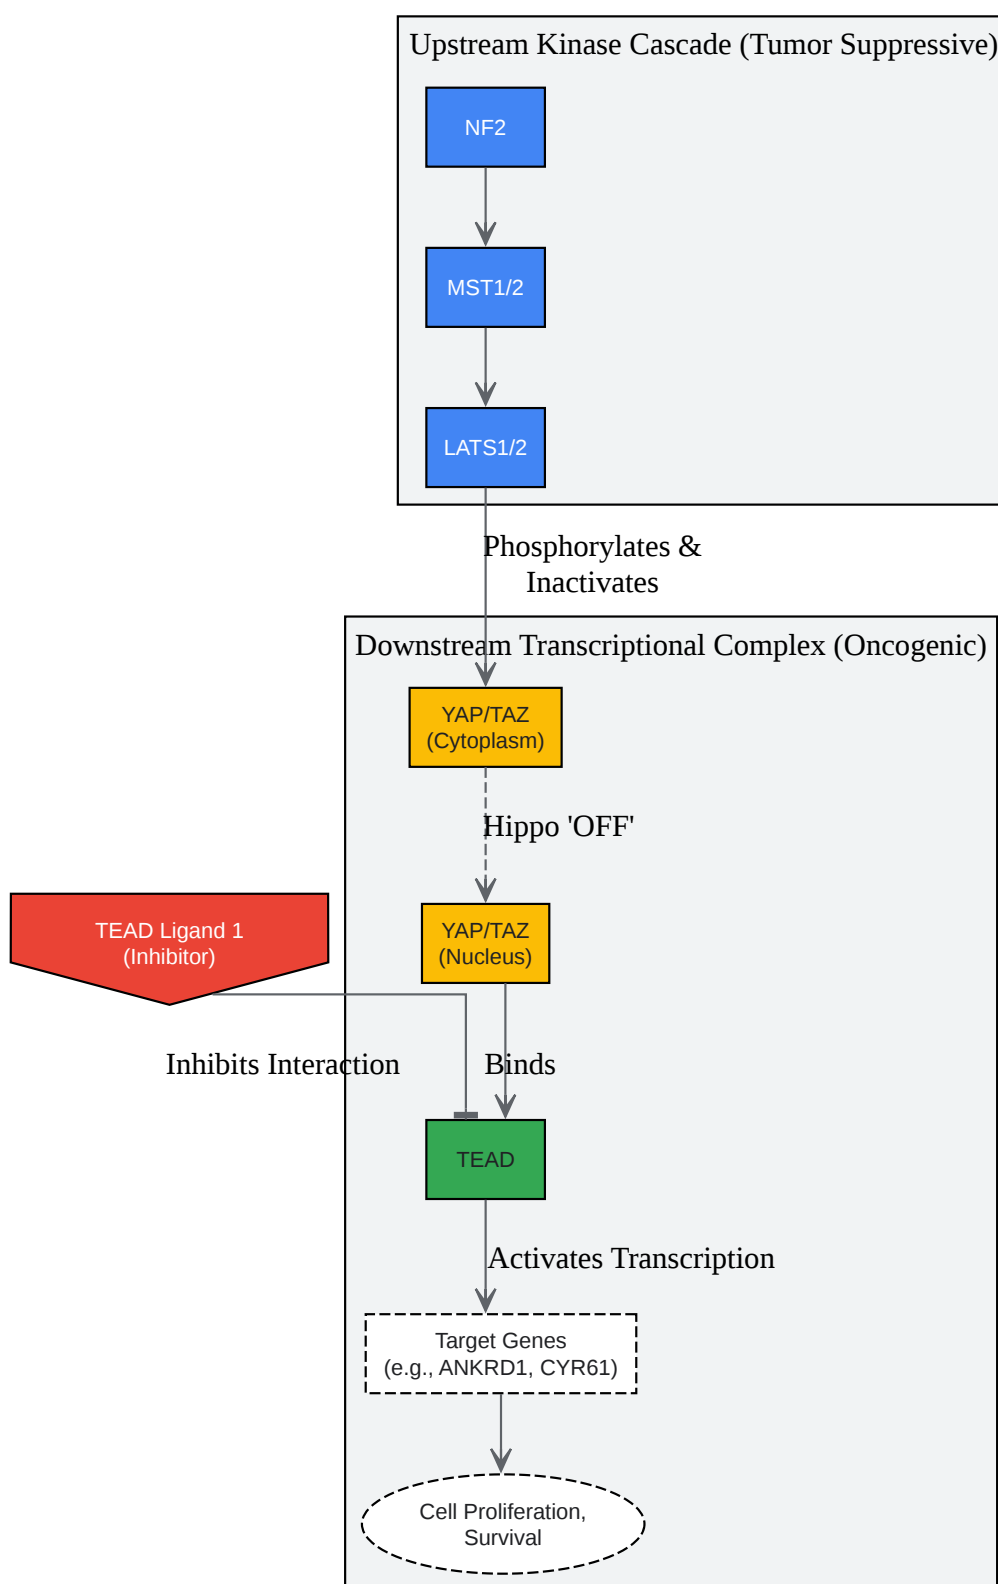 Upstream Kinase Cascade (Tumor Suppressive)
NF2
MST1/2
LATS1/2
Phosphorylates &
Inactivates
Downstream Transcriptional Complex (Oncogenic)
YAP/TAZ
(Cytoplasm)
Hippo 'OFF'
TEAD Ligand 1
(Inhibitor)
YAP/TAZ
(Nucleus)
Inhibits Interaction
Binds
TEAD
Activates Transcription
Target Genes
(e.g., ANKRD1, CYR61)
Cell Proliferation,
Survival